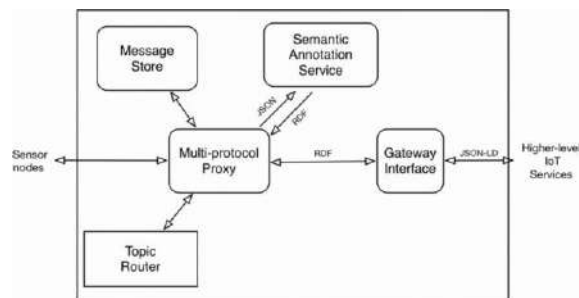 Message
Store
Semantic
Annotation
Service
JSON
RDF
Sensor
nodes
Multi-protocol
Proxy
RDF
Gateway
Interface
JSON-LD
Higher-level
IoT
Services
Topic
Router